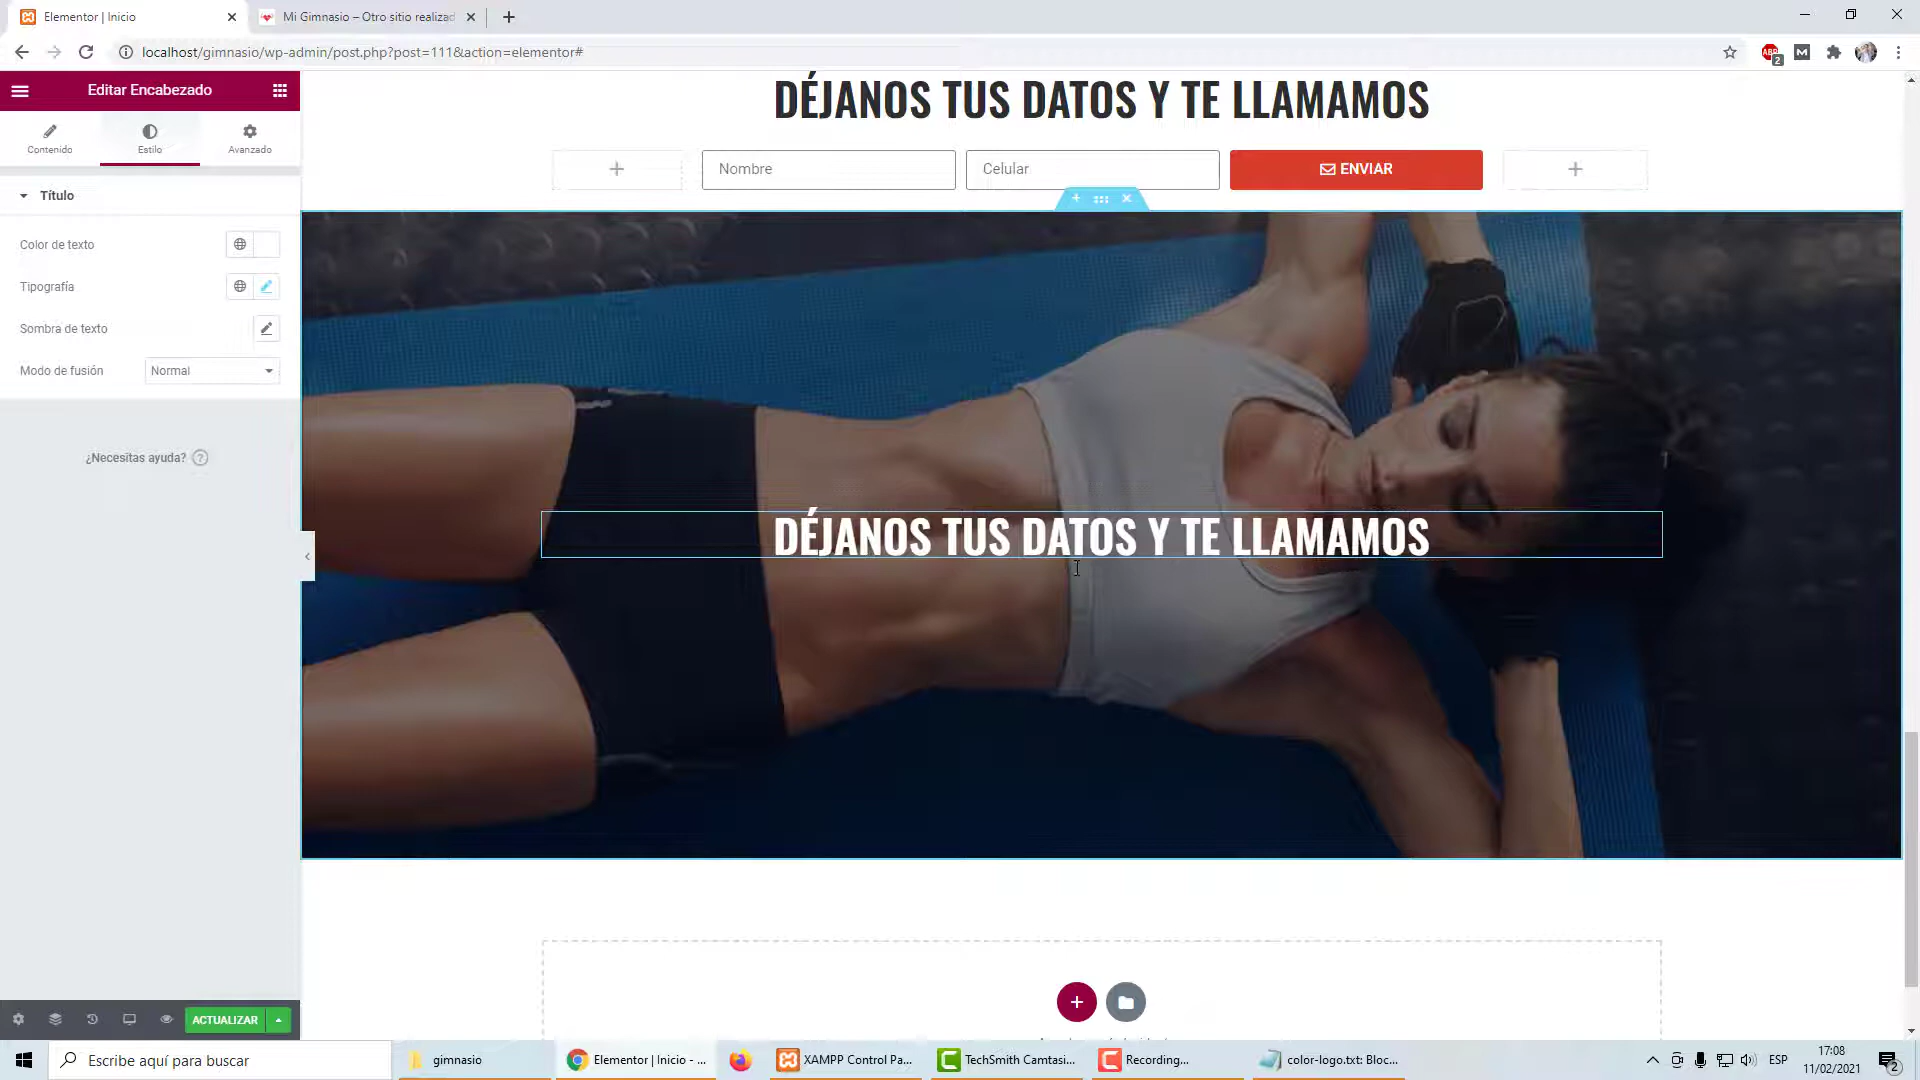 Elementor | Inicio
Mi Gimnasio – Otro sitio realizad
localhost/gimnasio/wp-admin/post.php?post=111&action=elementor#
ABP
2
Editar Encabezado
Contenido
Estilo
Avanzado
Título
Color de texto
Tipografía
Sombra de texto
Modo de fusión
Normal
¿Necesitas ayuda?
DÉJANOS TUS DATOS Y TE LLAMAMOS
Nombre
Celular
ENVIAR
DÉJANOS TUS DATOS Y TE LLAMAMOS
ACTUALIZAR
Escribe aquí para buscar
gimnasio
Elementor | Inicio - ...
XAMPP Control Pa...
TechSmith Camtasi...
Recording...
color-logo.txt: Bloc...
ESP
17:08
11/02/2021
2